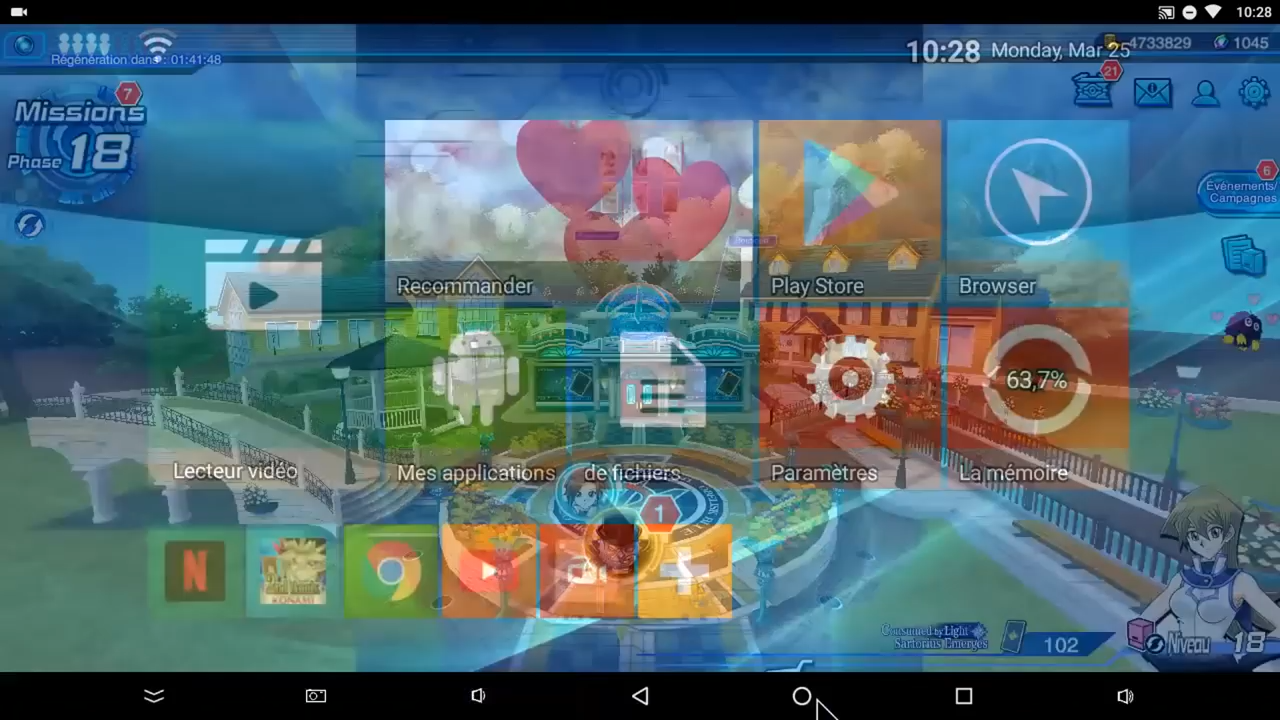 10:28
10:28 Monday, Mar 25
4733829
1045
Régénération dans : 01:41:48
21
7
Missions
Phase 18
6
Événements/
Campagnes
Recommander
Play Store
Browser
63,7%
Lecteur vidéo
Mes applications
de fichiers
Paramètres
La mémoire
1
N
KONAMI
Consumed by Light
Sartorius Emerges
102
Niveau 18